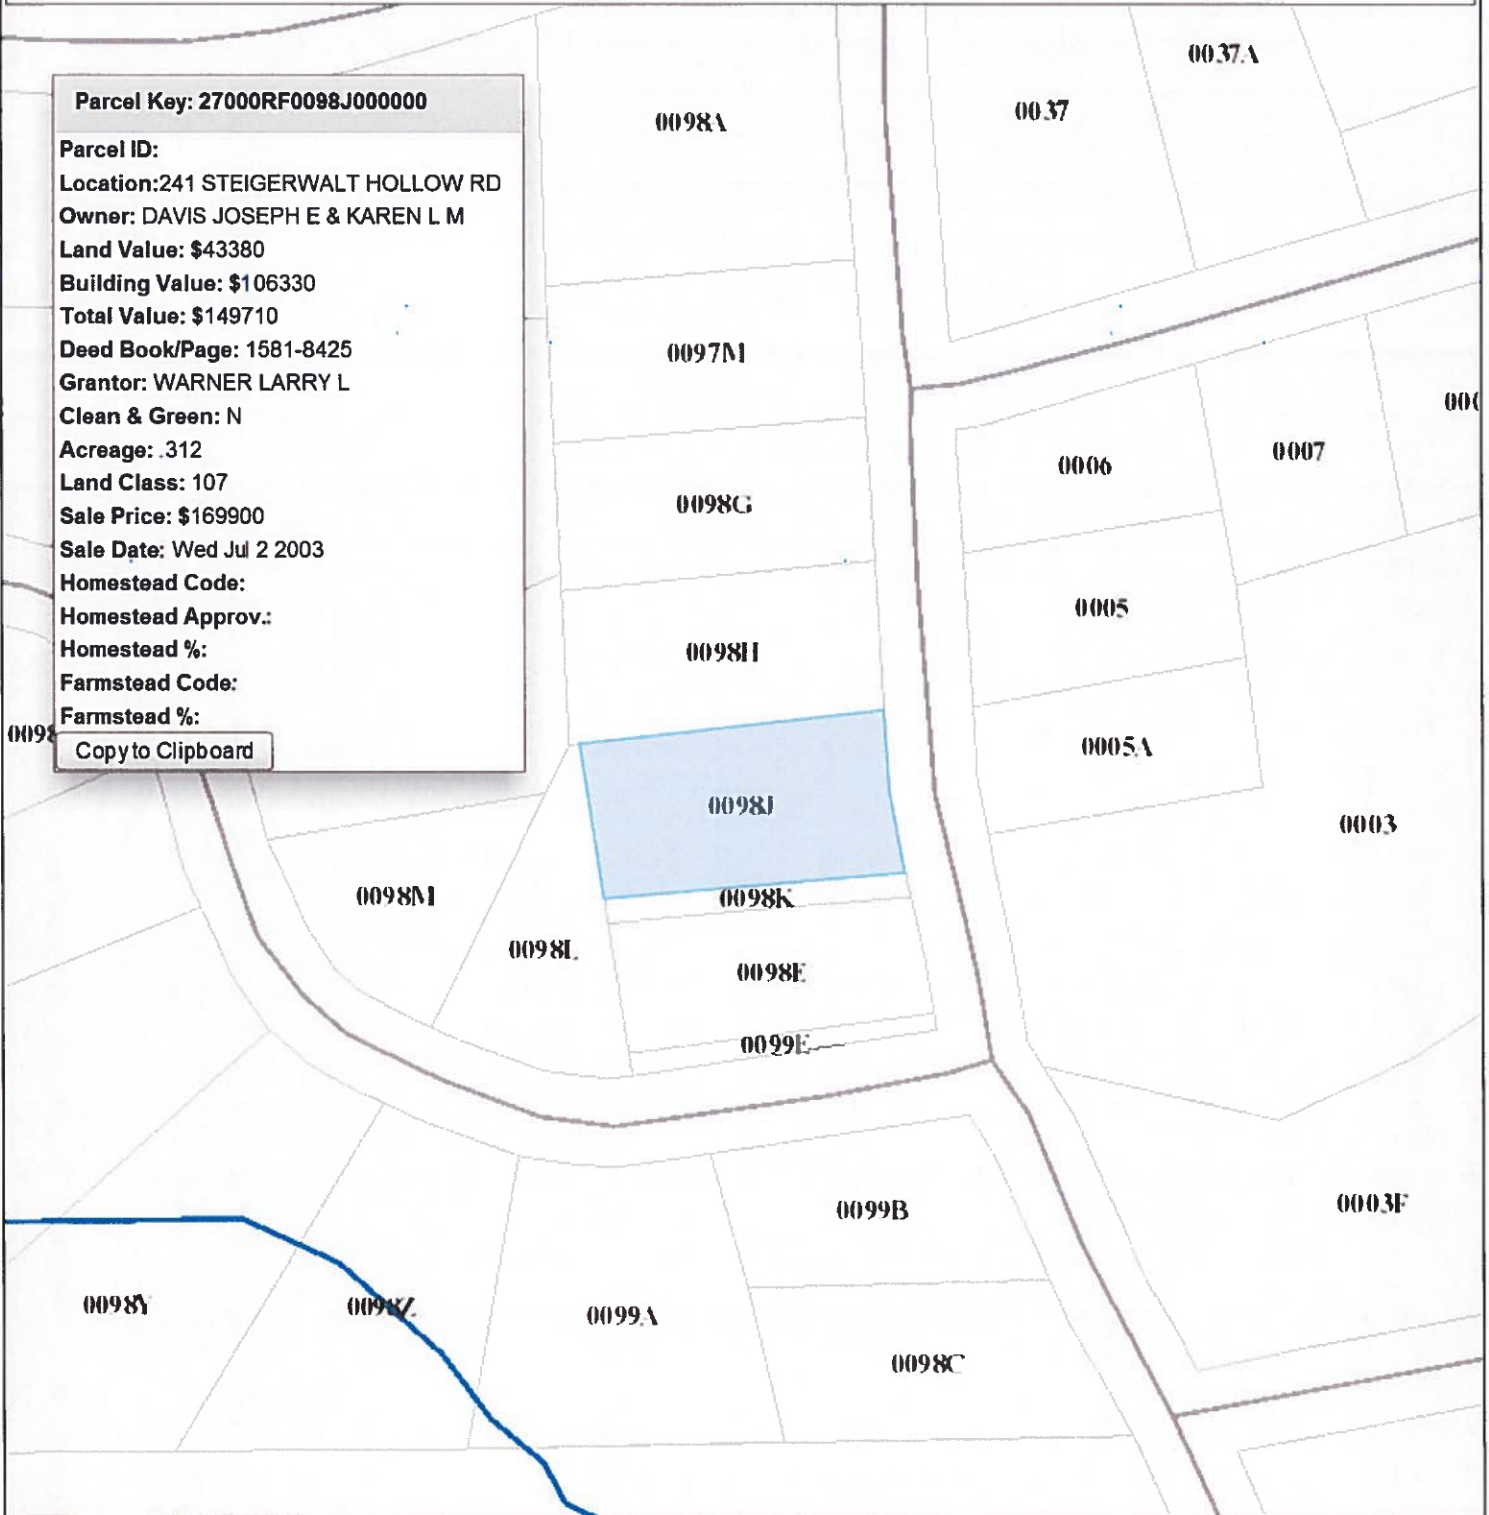 0037A
Parcel Key: 27000RF0098J000000
0037
0098A
Parcel ID:
Location:241 STEIGERWALT HOLLOW RD
Owner: DAVIS JOSEPH E & KAREN L M
Land Value: $43380
Building Value: $106330
Total Value: $149710
Deed Book/Page: 1581-8425
Grantor: WARNER LARRY L
Clean & Green: N
Acreage: .312
Land Class: 107
Sale Price: $169900
Sale Date: Wed Jul 2 2003
Homestead Code:
Homestead Approv.:
Homestead %:
Farmstead Code:
Farmstead %:
Copy to Clipboard
0097M
000
0007
0006
0098G
0005
0098H
0098
0005A
0098J
0003
0098M
0098K
0098L
0098E
0099E
0099B
0003F
0098Y
0098Z
0099A
0098C